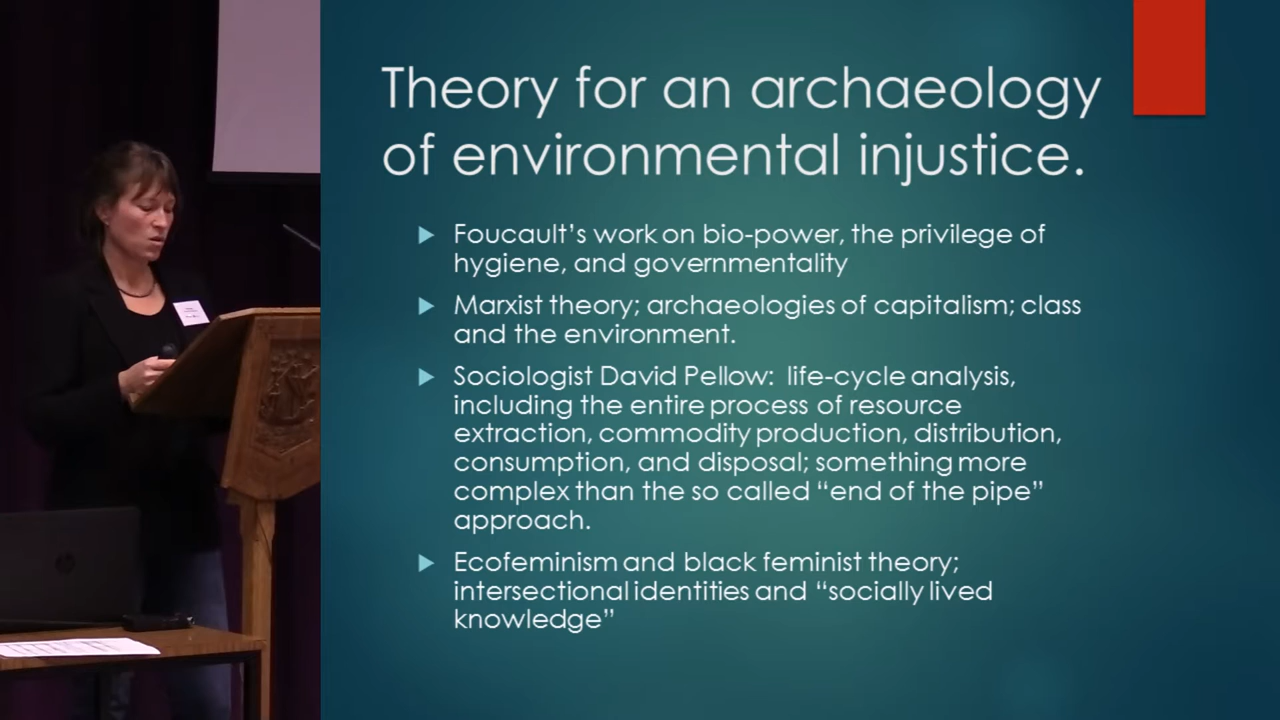 Theory for an archaeology
of environmental injustice.
Foucault’s work on bio-power, the privilege of
hygiene, and governmentality
Marxist theory; archaeologies of capitalism; class
and the environment.
Sociologist David Pellow: life-cycle analysis,
including the entire process of resource
extraction, commodity production, distribution,
consumption, and disposal; something more
complex than the so called “end of the pipe”
approach.
Ecofeminism and black feminist theory;
intersectional identities and “socially lived
knowledge”